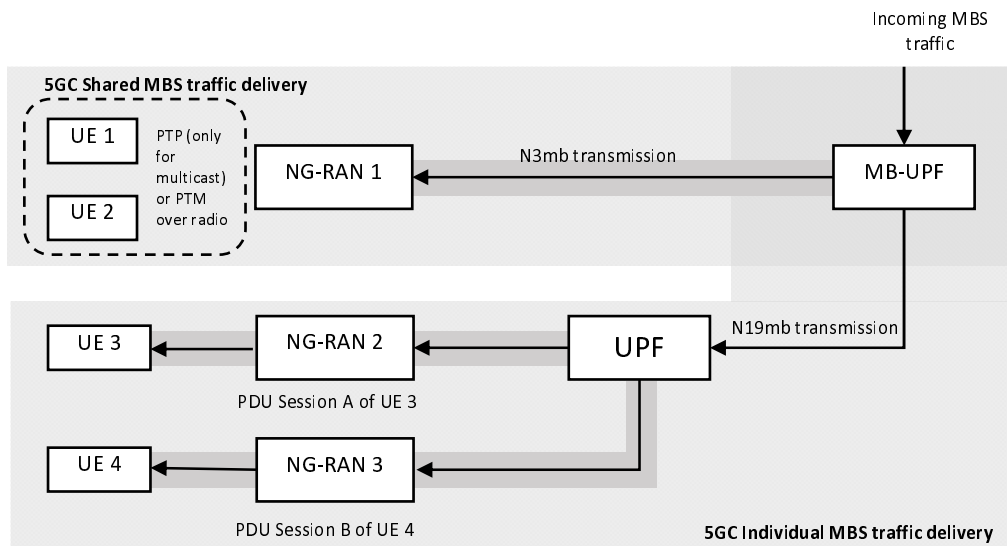 Incoming MBS
traffic
5GC Shared MBS traffic delivery
UE 1
UE 2
PTP (only
for
multicast)
or PTM
over radio
NG-RAN 1
N3mb transmission
MB-UPF
N19mb transmission
UE 3
NG-RAN 2
UPF
PDU Session A of UE 3
UE 4
NG-RAN 3
PDU Session B of UE 4
5GC Individual MBS traffic delivery